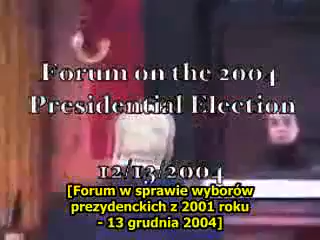 Forum on the 2004
Presidential Election
12/13/2004
[Forum w sprawie wyborów
prezydenckich z 2001 roku
- 13 grudnia 2004]